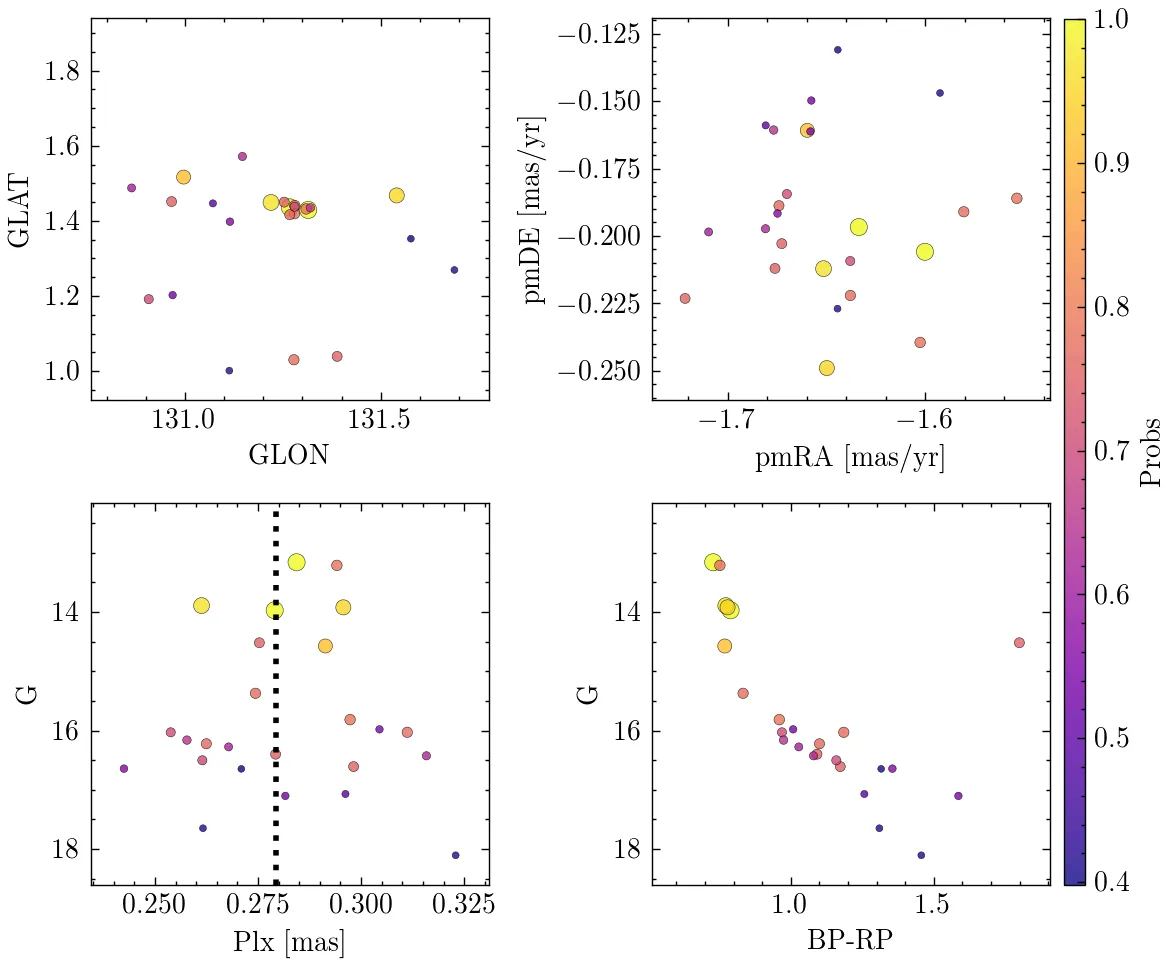 1.8
1.6
1.4
1.2
1.0
GLAT
131.0 131.5
GLON
−0.125
−0.150
−0.175
−0.200
−0.225
−0.250
pmDE [mas/yr]
−1.7 −1.6
pmRA [mas/yr]
14
16
18
G
0.250 0.275 0.300 0.325
Plx [mas]
14
16
18
G
1.0 1.5
BP-RP
1.0
0.9
0.8
0.7
0.6
0.5
0.4
Probs